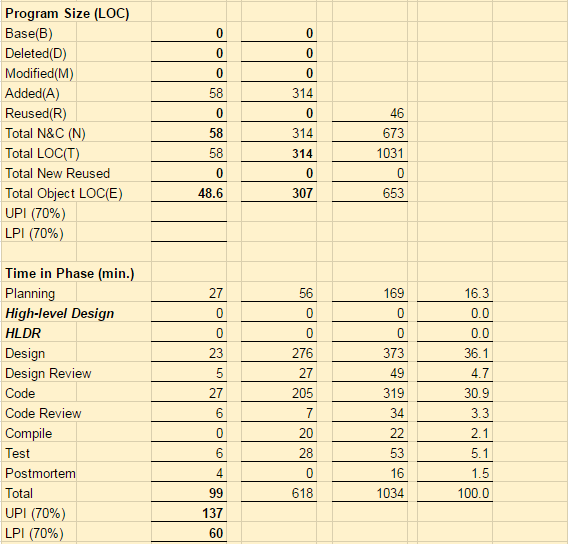 Program Size (LOC)
Base(B) 0 0
Deleted(D) 0 0
Modified(M) 0 0
Added(A) 58 314
Reused(R) 0 0 46
Total N&C (N) 58 314 673
Total LOC(T) 58 314 1031
Total New Reused 0 0 0
Total Object LOC(E) 48.6 307 653
UPI (70%)
LPI (70%)
Time in Phase (min.)
Planning 27 56 169 16.3
High-level Design 0 0 0 0.0
HLDR 0 0 0 0.0
Design 23 276 373 36.1
Design Review 5 27 49 4.7
Code 27 205 319 30.9
Code Review 6 7 34 3.3
Compile 0 20 22 2.1
Test 6 28 53 5.1
Postmortem 4 0 16 1.5
Total 99 618 1034 100.0
UPI (70%) 137
LPI (70%) 60